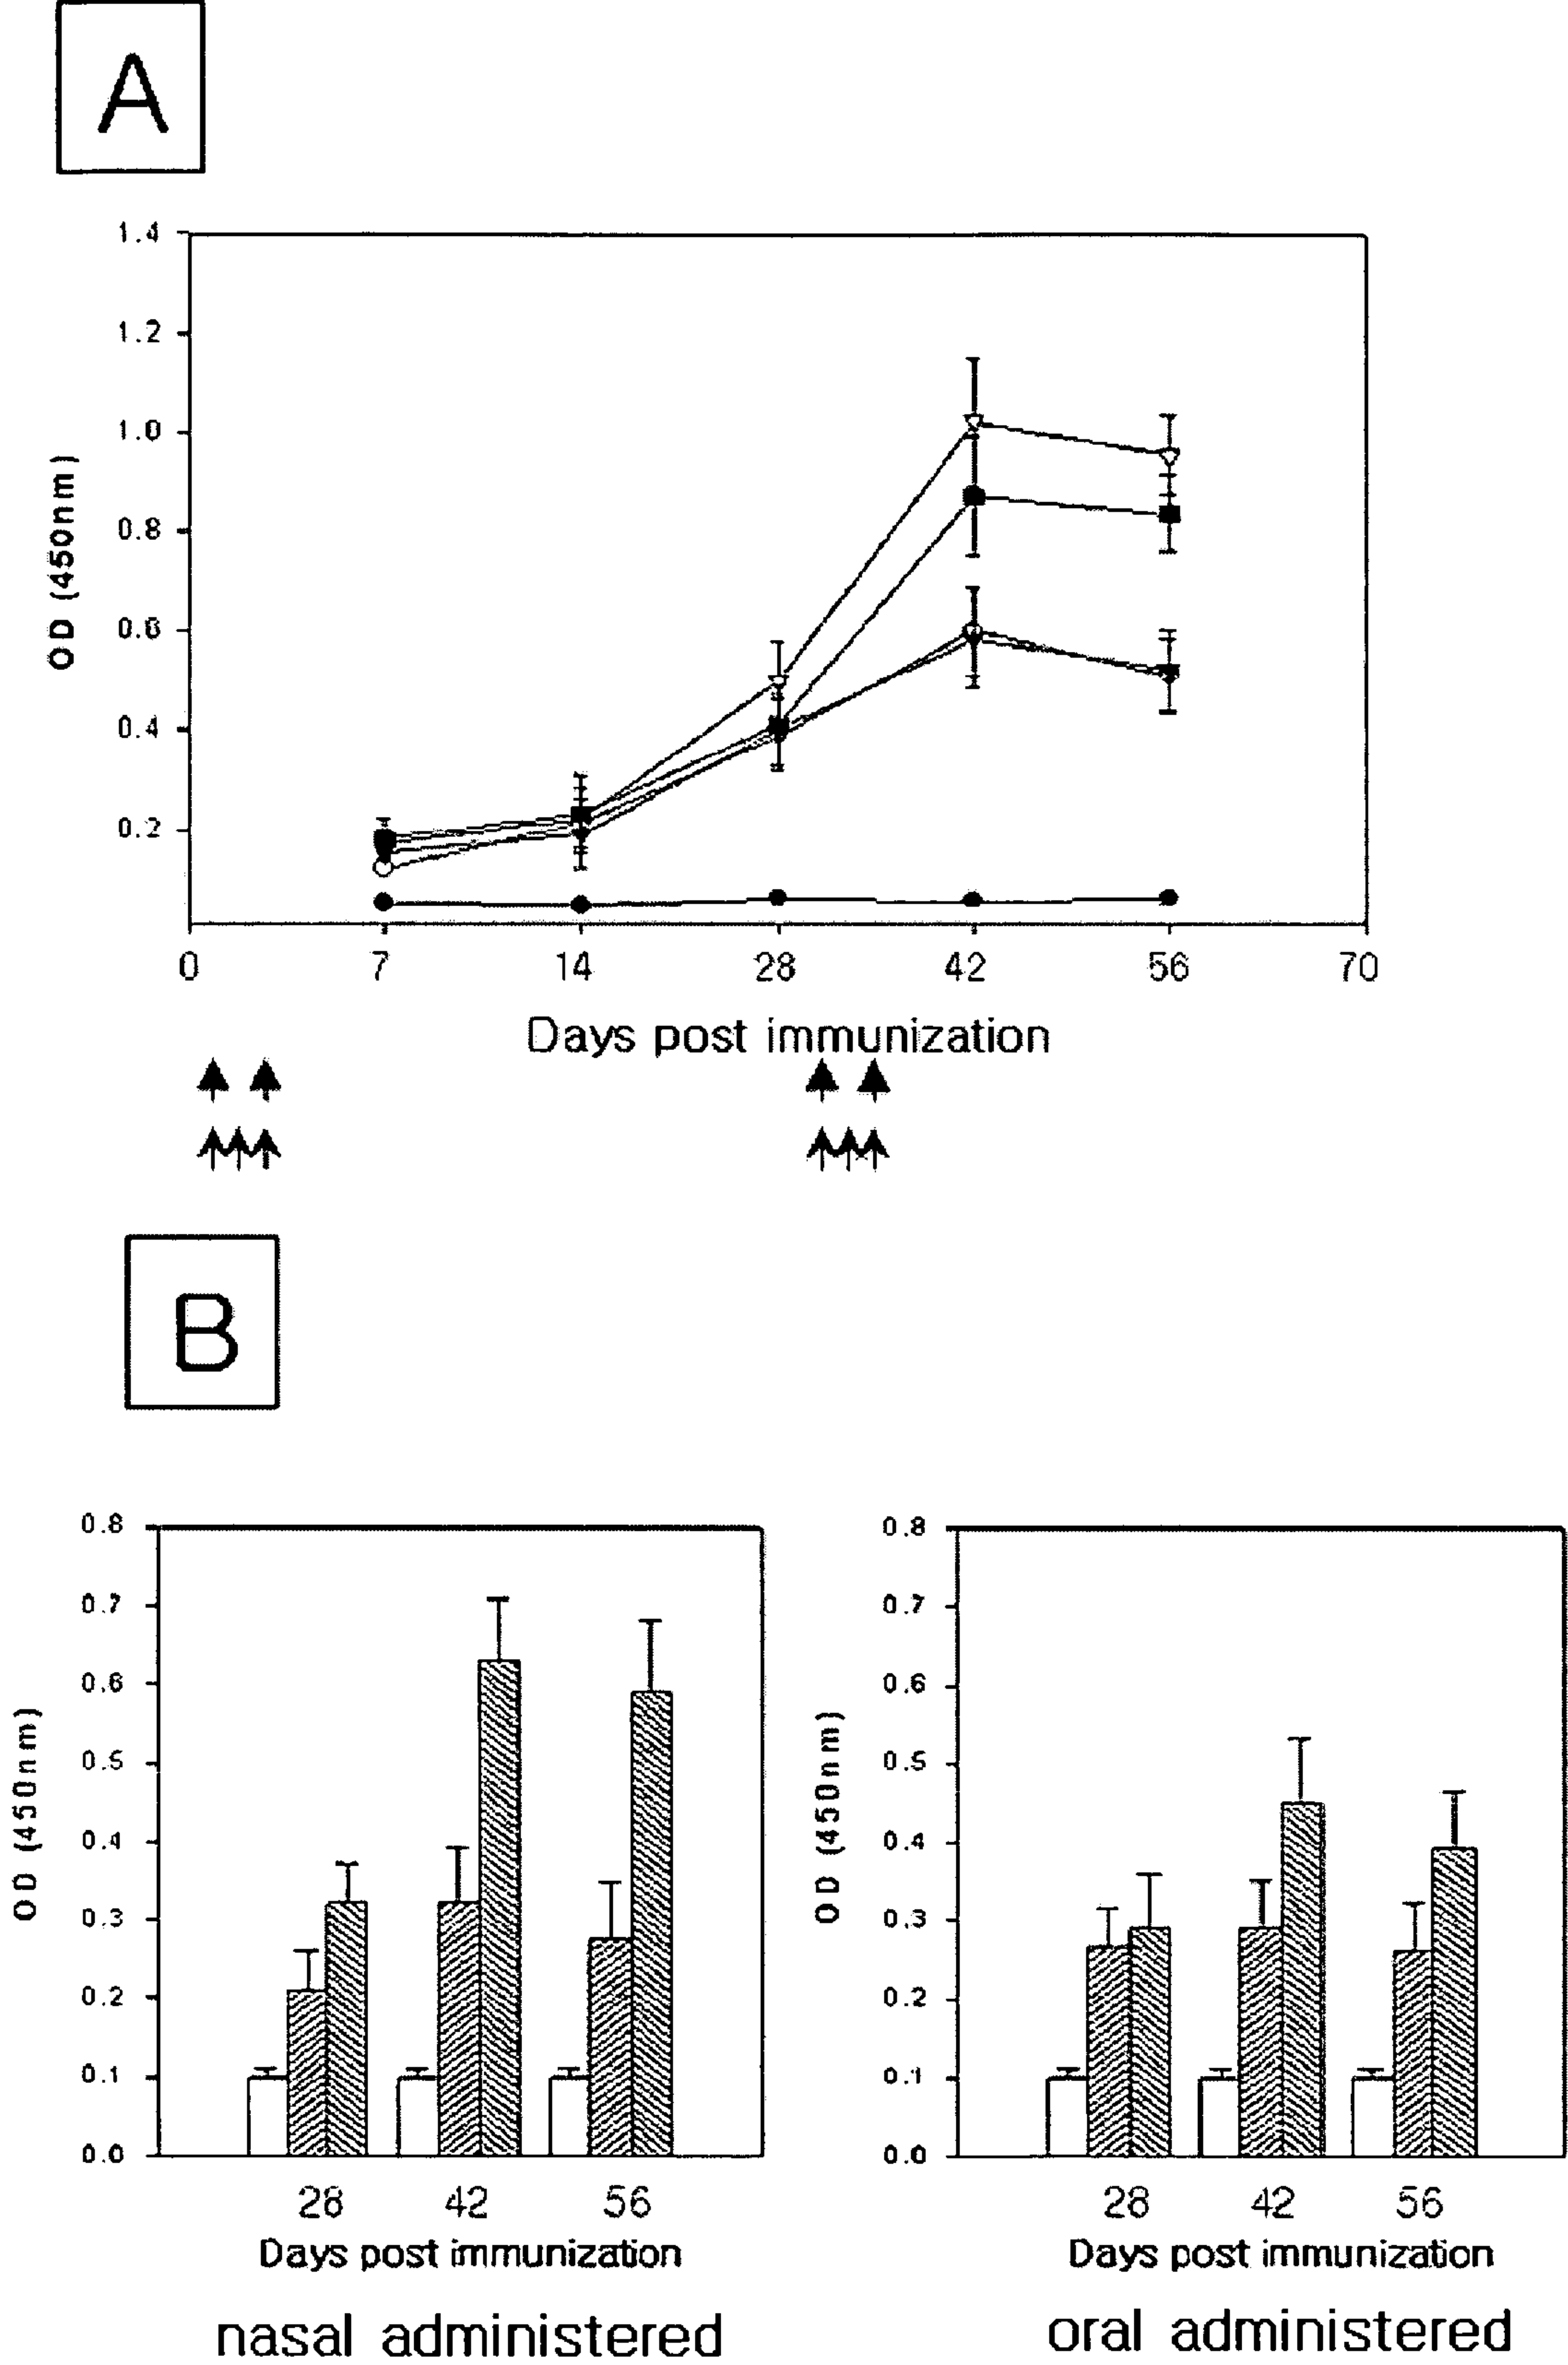 A
1.4
1.2
1.0
0.8
0.6
0.4
0.2
OD (450nm)
0 7 14 28 42 56 70
Days post immunization
B
0.8
0.7
0.6
0.5
0.4
0.3
0.2
0.1
0.0
OD (450nm)
28 42 56
Days post immunization
nasal administered
0.8
0.7
0.6
0.5
0.4
0.3
0.2
0.1
0.0
OD (450nm)
28 42 56
Days post immunization
oral administered